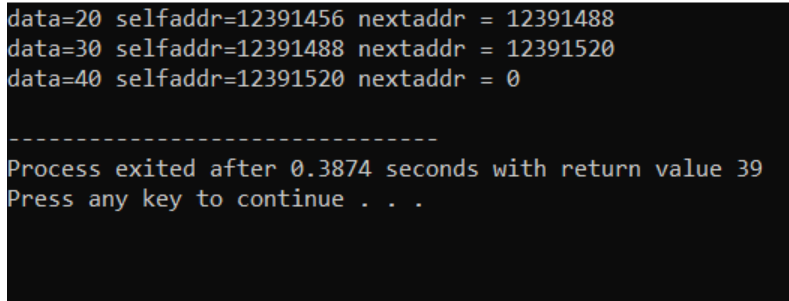 data=20 selfaddr=12391456 nextaddr = 12391488
data=30 selfaddr=12391488 nextaddr = 12391520
data=40 selfaddr=12391520 nextaddr = 0
--------------------------------
Process exited after 0.3874 seconds with return value 39
Press any key to continue . . .